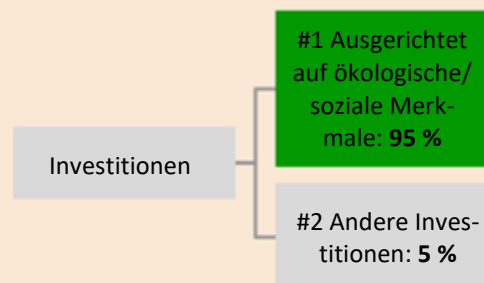 #1 Ausgerichtet
auf ökologische/
soziale Merk-
male: 95 %
Investitionen
#2 Andere Inves-
titionen: 5 %